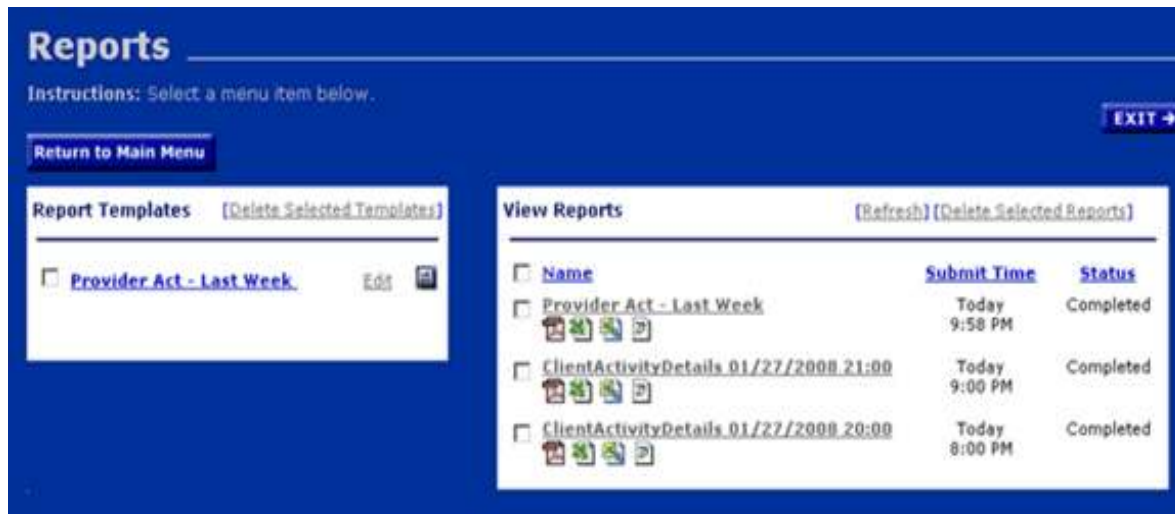 Reports
Instructions: Select a menu item below.
EXIT →
Return to Main Menu
Report Templates [Delete Selected Templates]
Provider Act - Last Week Edit
View Reports [Refresh] [Delete Selected Reports]
Name Submit Time Status
Provider Act - Last Week Today Completed
9:58 PM
ClientActivityDetails 01/27/2008 21:00 Today Completed
9:00 PM
ClientActivityDetails 01/27/2008 20:00 Today Completed
8:00 PM